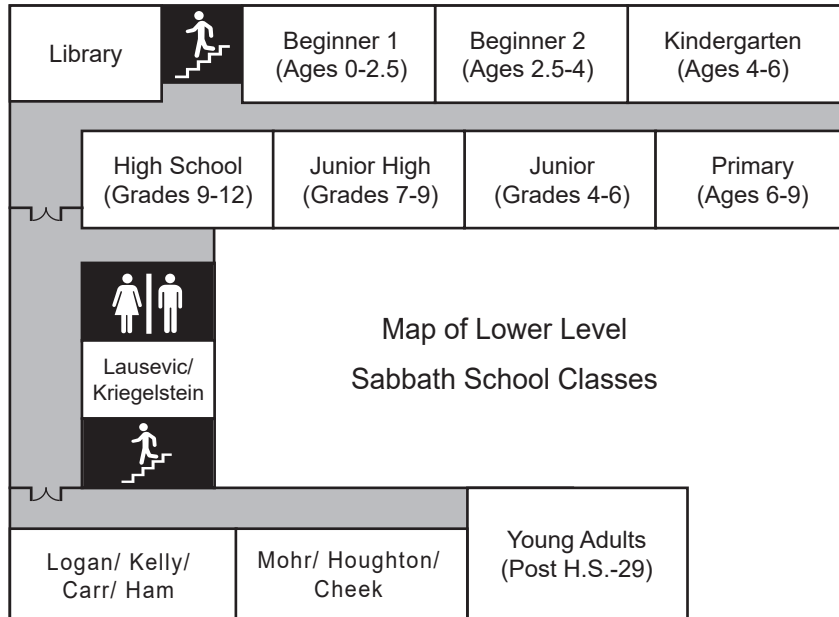 Library
Beginner 1
(Ages 0-2.5)
Beginner 2
(Ages 2.5-4)
Kindergarten
(Ages 4-6)
High School
(Grades 9-12)
Junior High
(Grades 7-9)
Junior
(Grades 4-6)
Primary
(Ages 6-9)
Map of Lower Level
Sabbath School Classes
Lausevic/
Kriegelstein
Logan/ Kelly/
Carr/ Ham
Mohr/ Houghton/
Cheek
Young Adults
(Post H.S.-29)